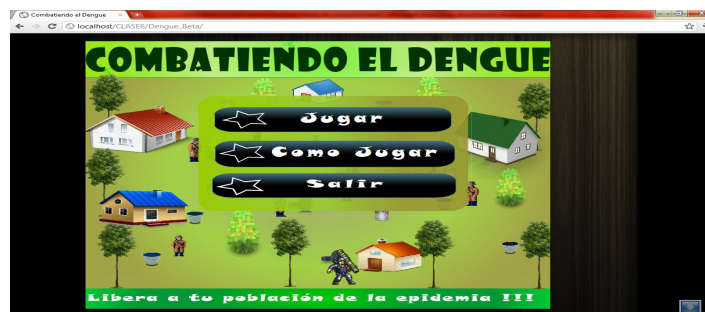 Combatiendo el Dengue
localhost/CLASE6/Dengue_Beta/
COMBATIENDO EL DENGUE
Jugar
Como Jugar
Salir
Libera a tu población de la epidemia !!!